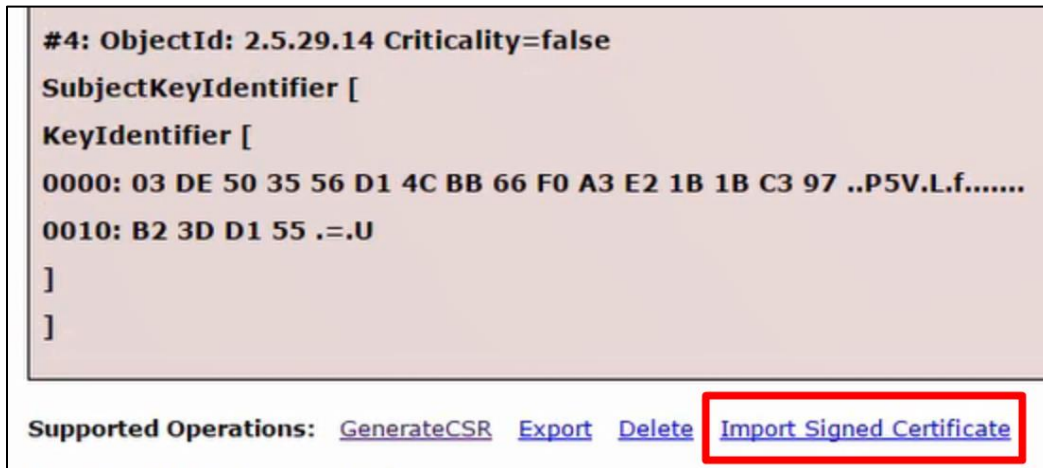 #4: ObjectId: 2.5.29.14 Criticality=false
SubjectKeyIdentifier [
KeyIdentifier [
0000: 03 DE 50 35 56 D1 4C BB 66 F0 A3 E2 1B 1B C3 97 ..P5V.L.f.......
0010: B2 3D D1 55 .=.U
]
]
Supported Operations: GenerateCSR Export Delete Import Signed Certificate